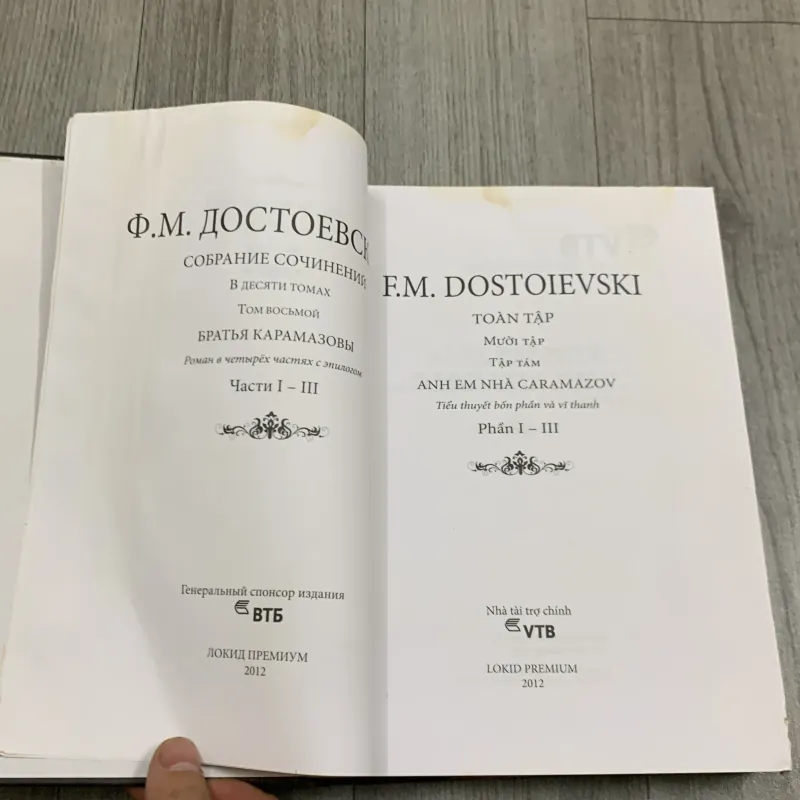 Ф.М. ДОСТОЕВСК
СОБРАНИЕ СОЧИНЕНИЙ
В ДЕСЯТИ ТОМАХ
ТОМ ВОСЬМОЙ
БРАТЬЯ КАРАМАЗОВЫ
Роман в четырёх частях с эпилогом
Части I – III
Генеральный спонсор издания
ВТБ
ЛОКИД ПРЕМИУМ
2012
F.M. DOSTOIEVSKI
TOÀN TẬP
MƯỜI TẬP
TẬP TÁM
ANH EM NHÀ CARAMAZOV
Tiểu thuyết bốn phần và vĩ thanh
Phần I – III
Nhà tài trợ chính
VTB
LOKID PREMIUM
2012